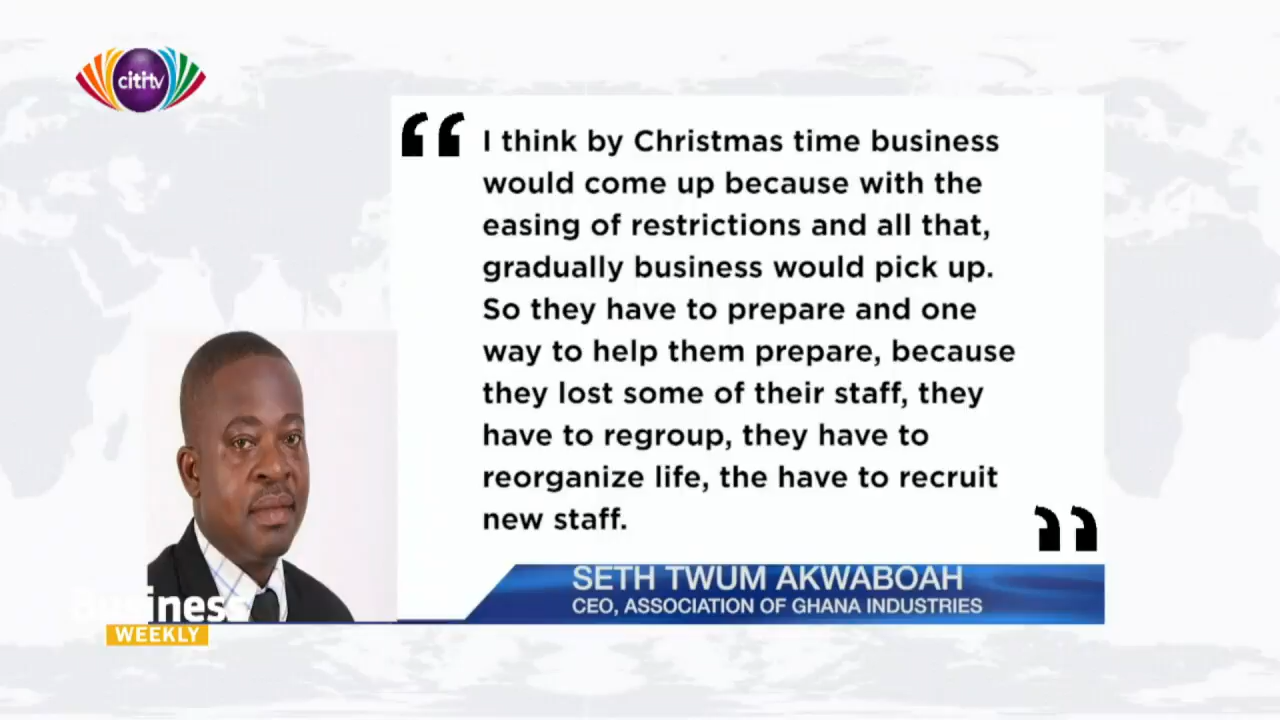 citi tv
“ I think by Christmas time business
would come up because with the
easing of restrictions and all that,
gradually business would pick up.
So they have to prepare and one
way to help them prepare, because
they lost some of their staff, they
have to regroup, they have to
reorganize life, the have to recruit
new staff. ”
SETH TWUM AKWABOAH
CEO, ASSOCIATION OF GHANA INDUSTRIES
Business
WEEKLY